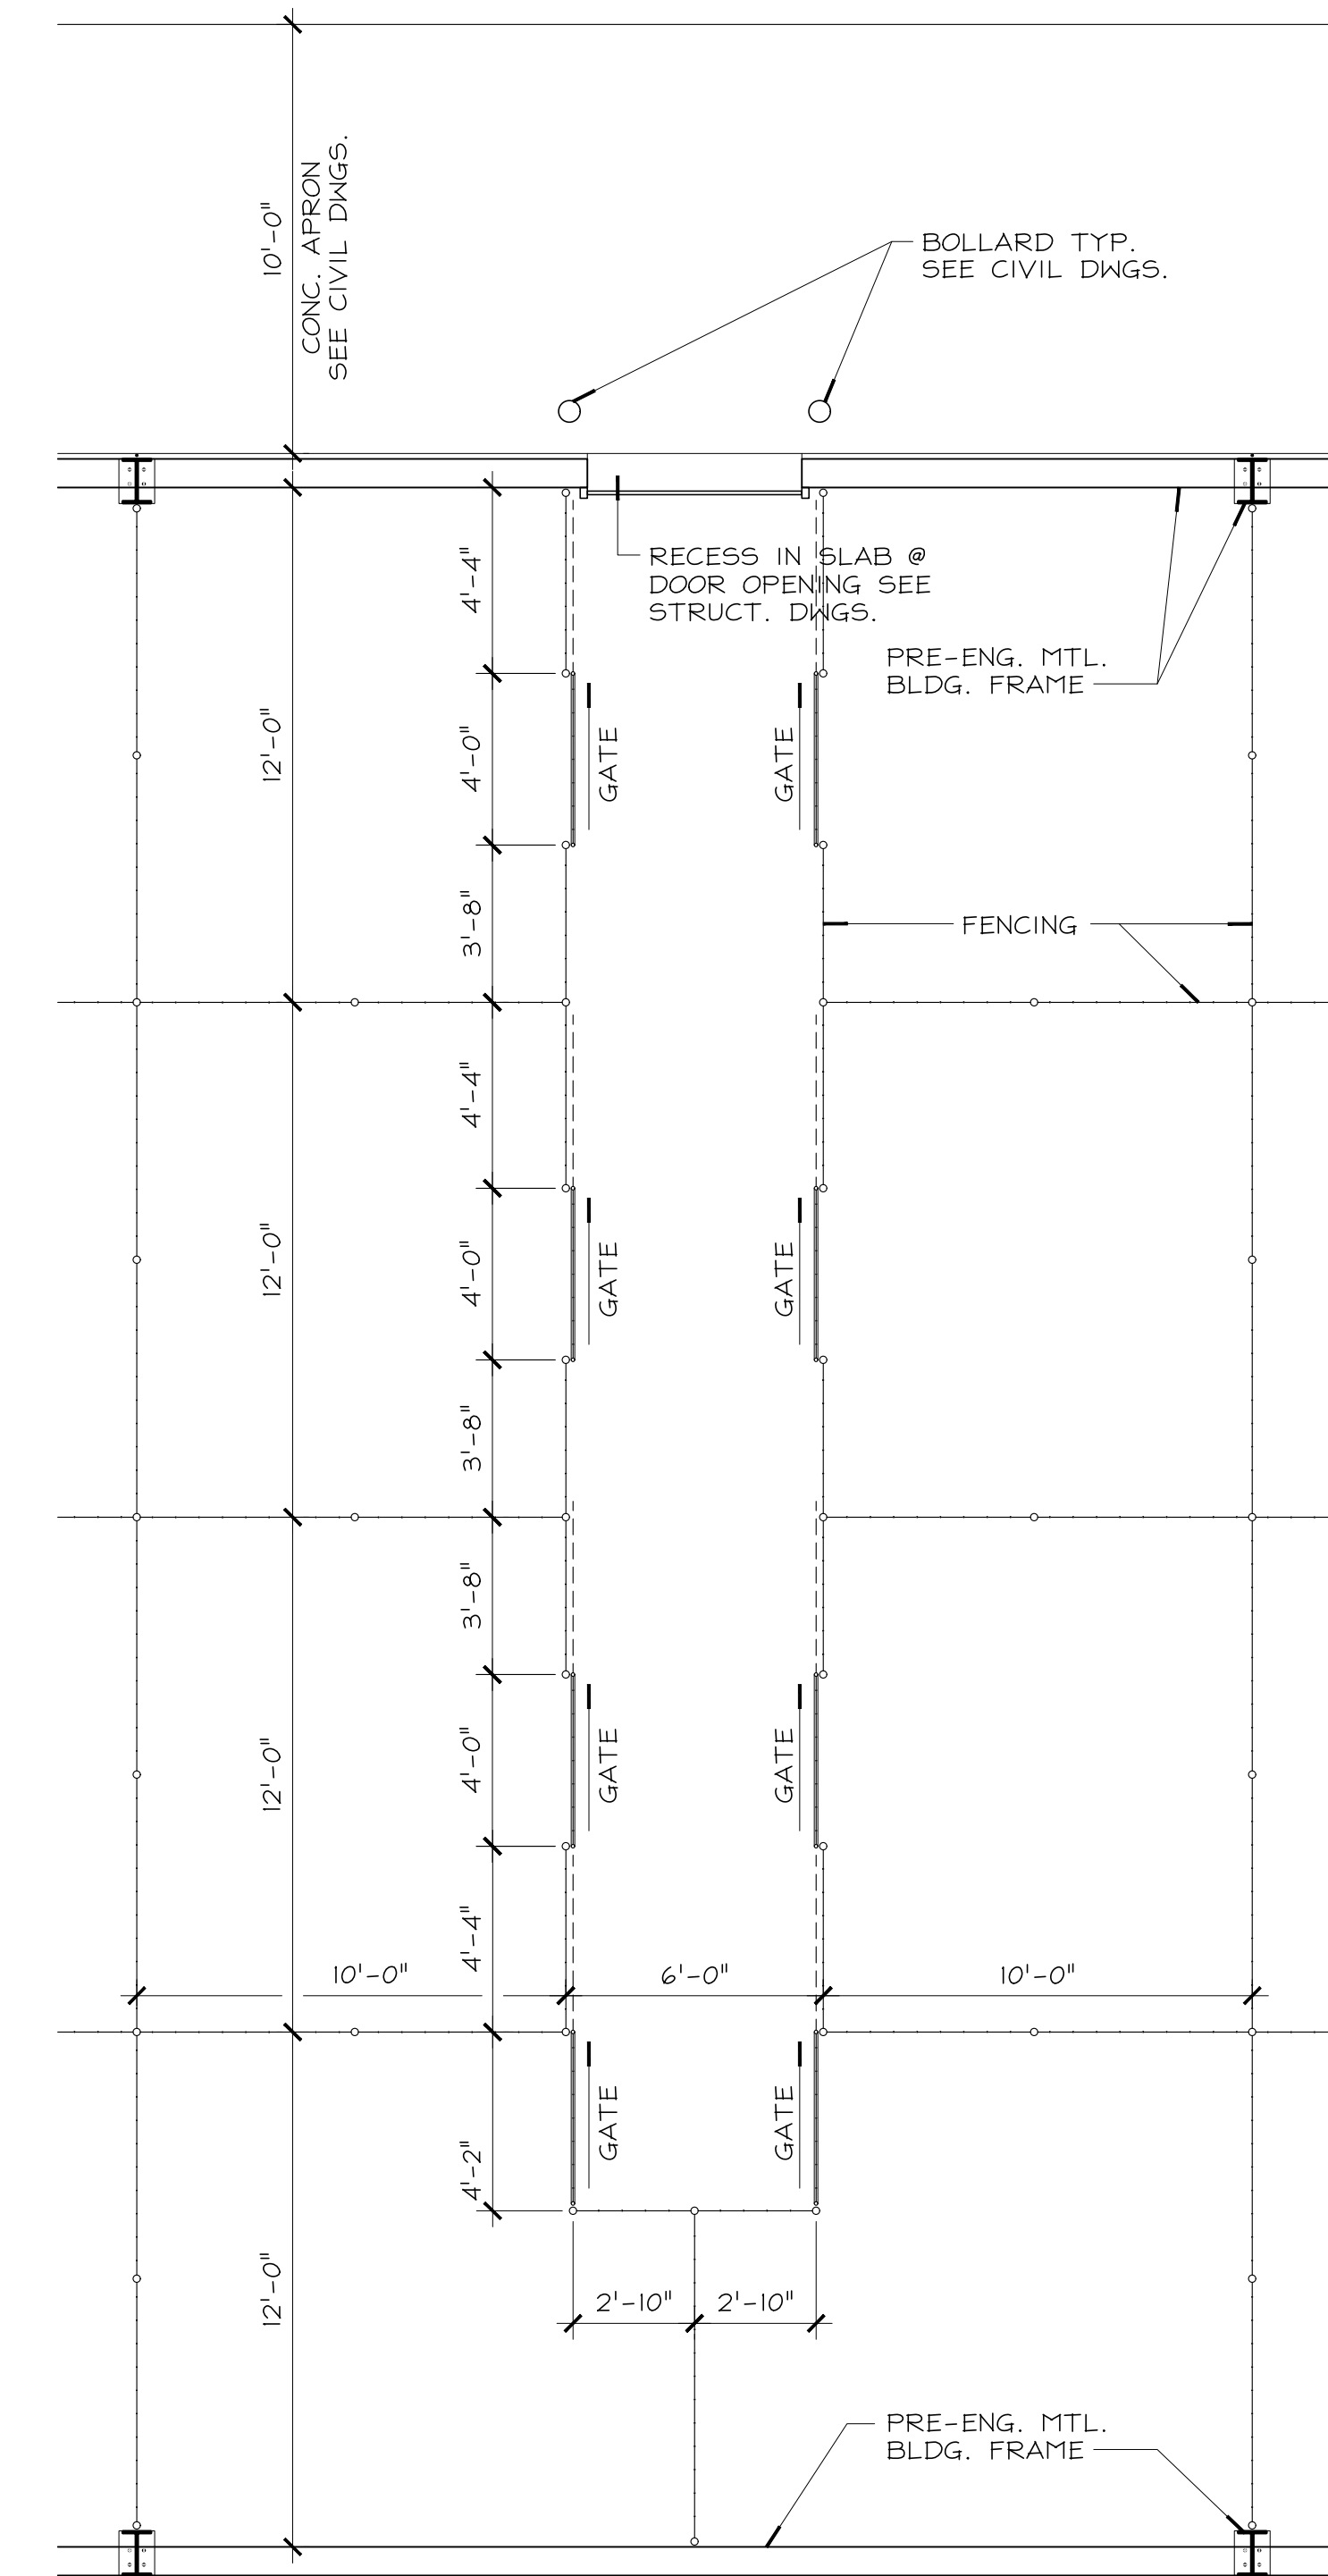 10'-0"
CONC. APRON
SEE CIVIL DWGS.
BOLLARD TYP.
SEE CIVIL DWGS.
RECESS IN SLAB @
DOOR OPENING SEE
STRUCT. DWGS.
4'-4"
PRE-ENG. MTL.
BLDG. FRAME
12'-0"
4'-0"
GATE
GATE
3'-8"
FENCING
4'-4"
12'-0"
4'-0"
GATE
GATE
3'-8"
3'-8"
12'-0"
4'-0"
GATE
GATE
4'-4"
10'-0"
6'-0"
10'-0"
4'-2"
GATE
GATE
12'-0"
2'-10"
2'-10"
PRE-ENG. MTL.
BLDG. FRAME